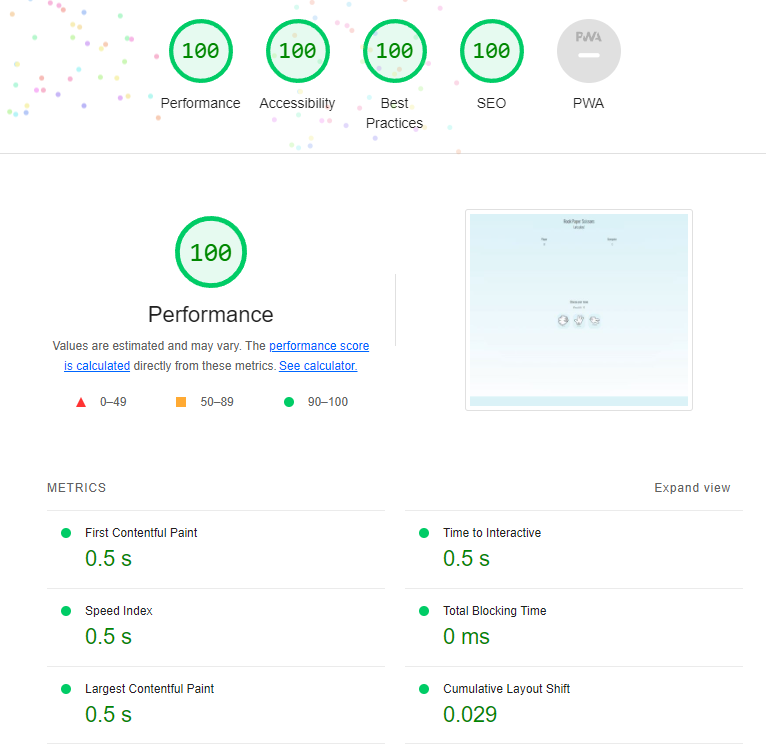 100 100 100 100 PWA
Performance Accessibility Best Practices SEO PWA
100
Performance
Values are estimated and may vary. The performance score
is calculated directly from these metrics. See calculator.
0–49 50–89 90–100
Rock Paper Scissors
METRICS Expand view
First Contentful Paint
0.5 s
Time to Interactive
0.5 s
Speed Index
0.5 s
Total Blocking Time
0 ms
Largest Contentful Paint
0.5 s
Cumulative Layout Shift
0.029